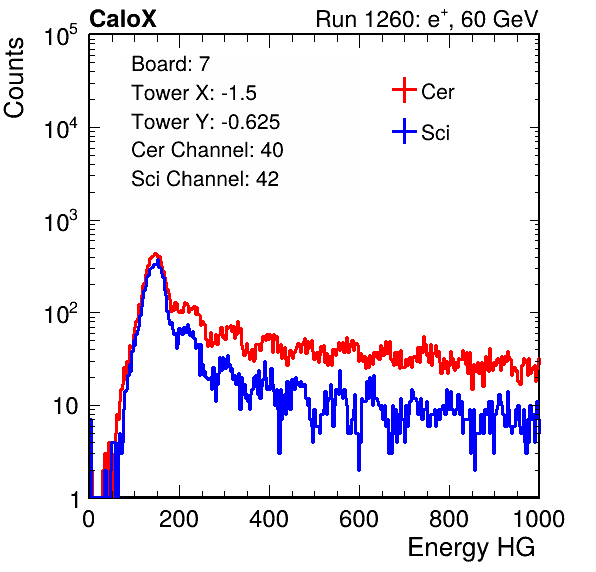 CaloX Run 1260: e⁺, 60 GeV
Board: 7
Tower X: -1.5
Tower Y: -0.625
Cer Channel: 40
Sci Channel: 42
Cer
Sci
Counts
10⁵
10⁴
10³
10²
10
1
0 200 400 600 800 1000
Energy HG